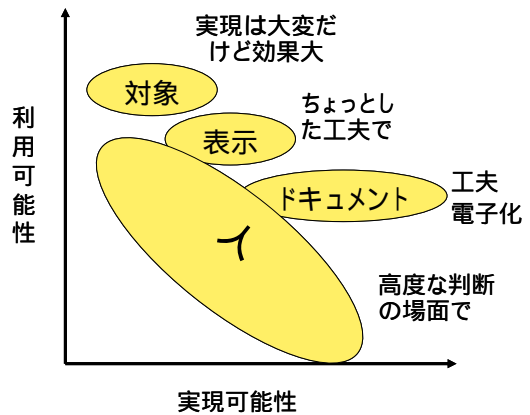 実現は大変だ
けど効果大
対象
ちょっとし
た工夫で
表示
利用可能性
ドキュメント
工夫
電子化
人
高度な判断
の場面で
実現可能性